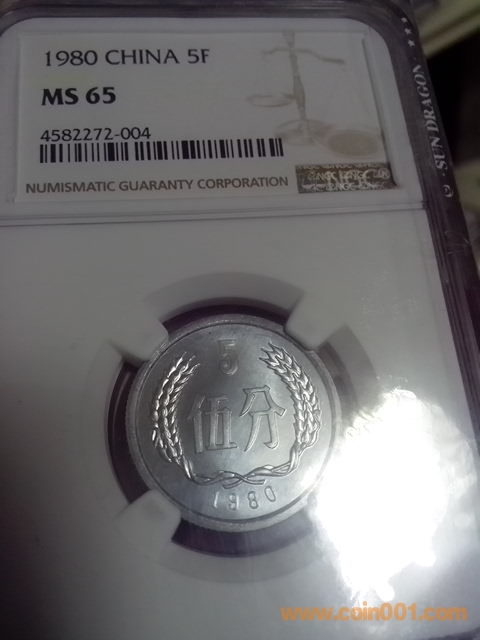 1980 CHINA 5F
MS 65
4582272-004
NUMISMATIC GUARANTY CORPORATION
SUN DRAGON
5
伍分
1980
www.coin001.com